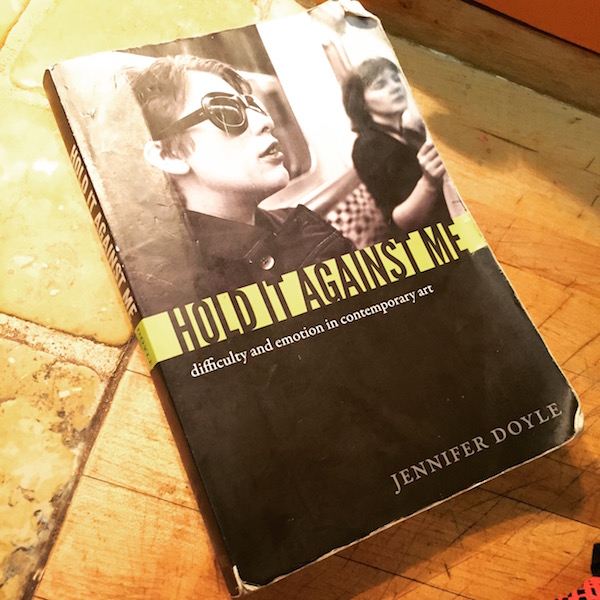 HOLD IT AGAINST ME
HOLD IT AGAINST ME
difficulty and emotion in contemporary art
JENNIFER DOYLE